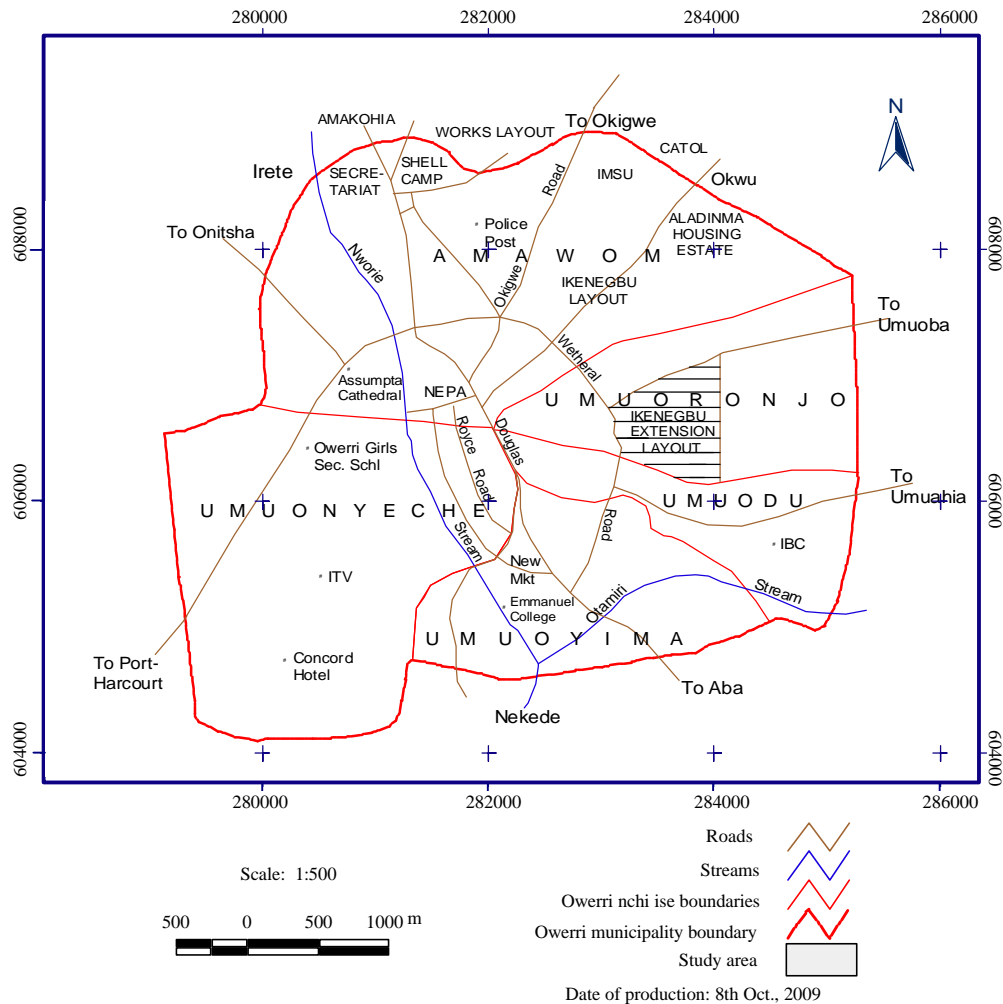 280000
282000
284000
286000
N
To Okigwe
AMAKOHIA
WORKS LAYOUT
CATOL
Irete
SECRE-
TARIAT
SHELL
CAMP
Road
IMSU
Okwu
ALADINMA
HOUSING
ESTATE
608000
608000
To Onitsha
Police
Post
Nworie
A M A W O M
Okigwe
IKENEGBU
LAYOUT
To
Umuoba
Wetheral
Assumpta
Cathedral
NEPA
U M U O R O N J O
IKENEGBU
EXTENSION
LAYOUT
Owerri Girls
Sec. Schl
Royce
Road
Douglas
606000
606000
U M U O N Y E C H E
U M U O D U
To
Umuahia
Stream
Road
IBC
New
Mkt
ITV
Emmanuel
College
Otamiri
Stream
U M U O Y I M A
To Port-
Harcourt
Concord
Hotel
To Aba
Nekede
604000
604000
280000
282000
284000
286000
Scale:  1:500
500
0
500
1000 m
Roads
Streams
Owerri nchi ise boundaries
Owerri municipality boundary
Study area
Date of production: 8th Oct., 2009